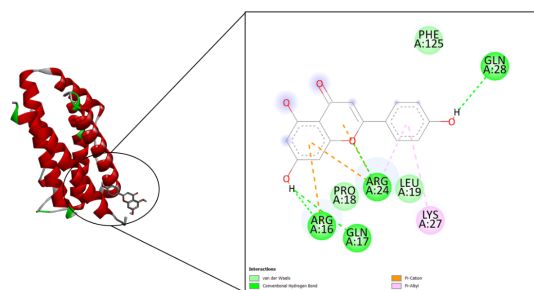 PHE
A:125
GLN
A:28
O
O
H
O
O
O
H
ARG
A:24
LEU
A:19
PRO
A:18
LYS
A:27
ARG
A:16
GLN
A:17
Interactions
van der Waals
Conventional Hydrogen Bond
Pi-Cation
Pi-Alkyl